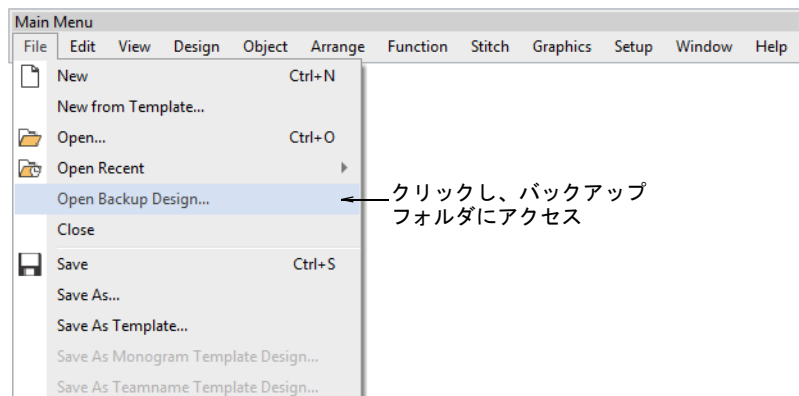 Main Menu
File Edit View Design Object Arrange Function Stitch Graphics Setup Window Help
New Ctrl+N
New from Template...
Open... Ctrl+O
Open Recent
Open Backup Design...
クリックし、バックアップ
フォルダにアクセス
Close
Save Ctrl+S
Save As...
Save As Template...
Save As Monogram Template Design...
Save As Teamname Template Design...